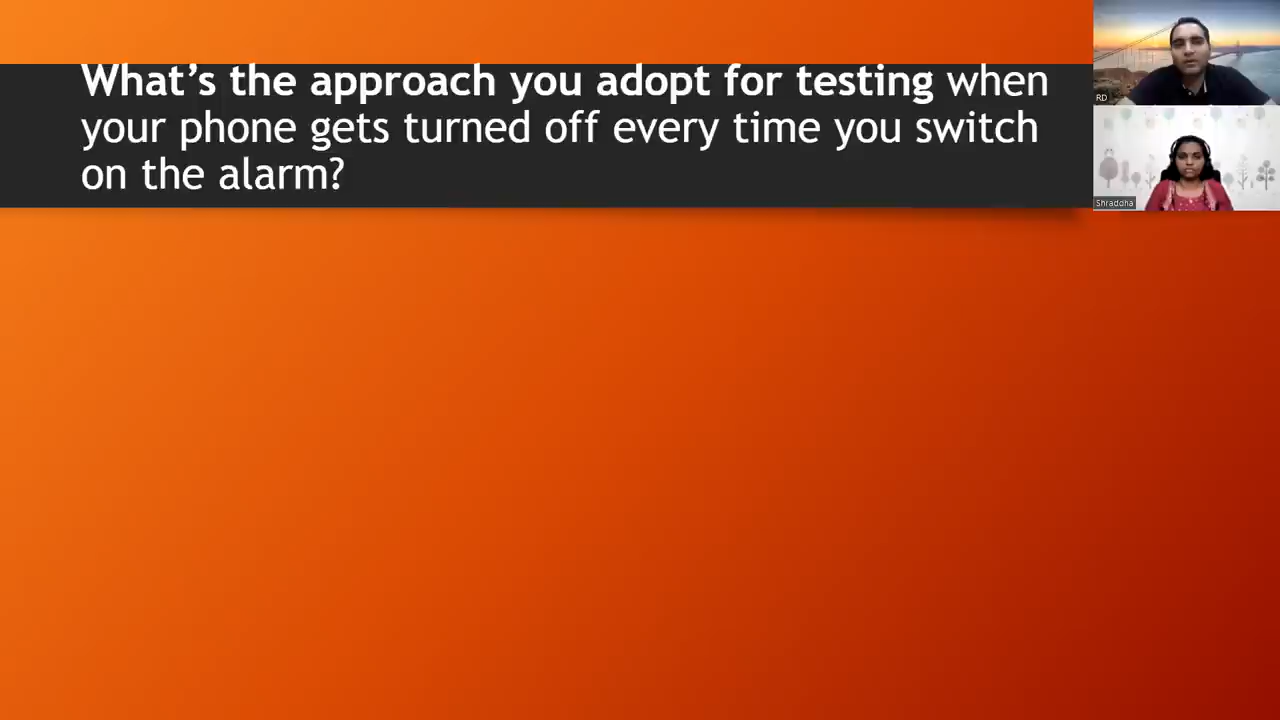 What’s the approach you adopt for testing when
your phone gets turned off every time you switch
on the alarm?
RD
Shraddha